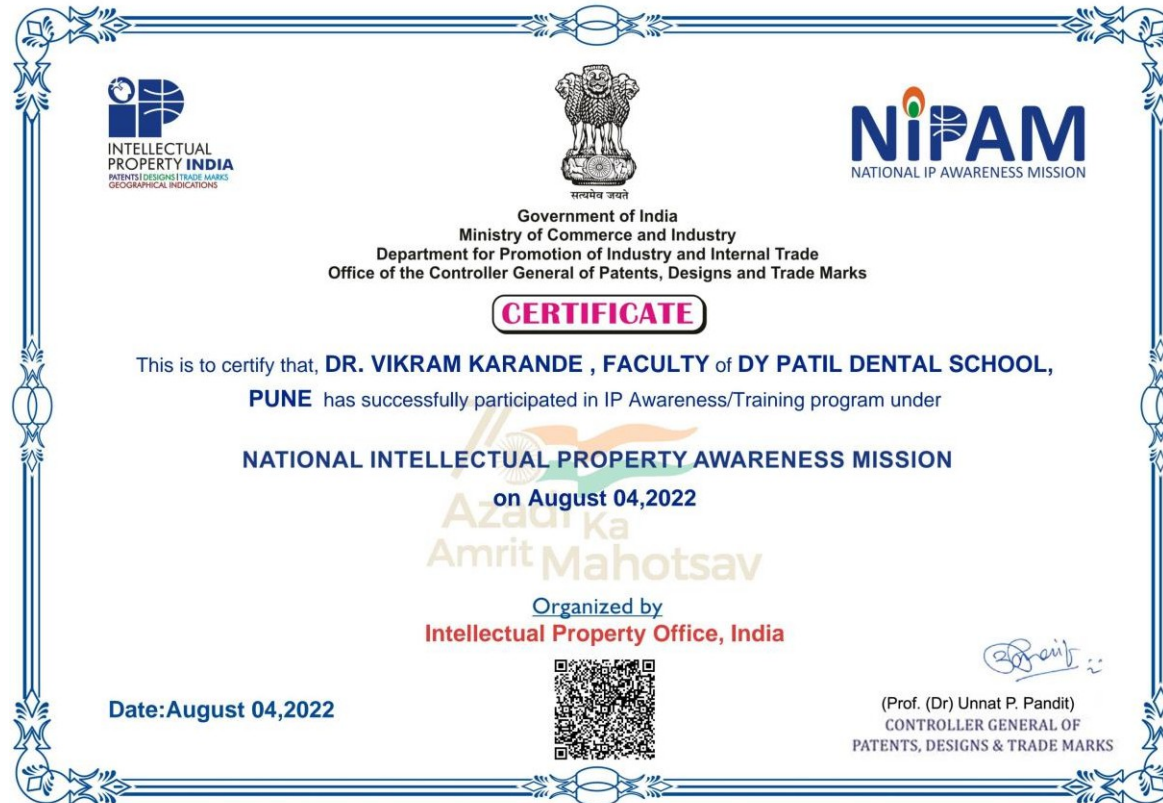 INTELLECTUAL
PROPERTY INDIA
PATENTS|DESIGNS|TRADE MARKS
GEOGRAPHICAL INDICATIONS
सत्यमेव जयते
NiPAM
NATIONAL IP AWARENESS MISSION
Government of India
Ministry of Commerce and Industry
Department for Promotion of Industry and Internal Trade
Office of the Controller General of Patents, Designs and Trade Marks
CERTIFICATE
This is to certify that, DR. VIKRAM KARANDE , FACULTY of DY PATIL DENTAL SCHOOL,
PUNE has successfully participated in IP Awareness/Training program under
NATIONAL INTELLECTUAL PROPERTY AWARENESS MISSION
on August 04,2022
Azadi Ka
Amrit Mahotsav
Organized by
Intellectual Property Office, India
Date:August 04,2022
(Prof. (Dr) Unnat P. Pandit)
CONTROLLER GENERAL OF
PATENTS, DESIGNS & TRADE MARKS